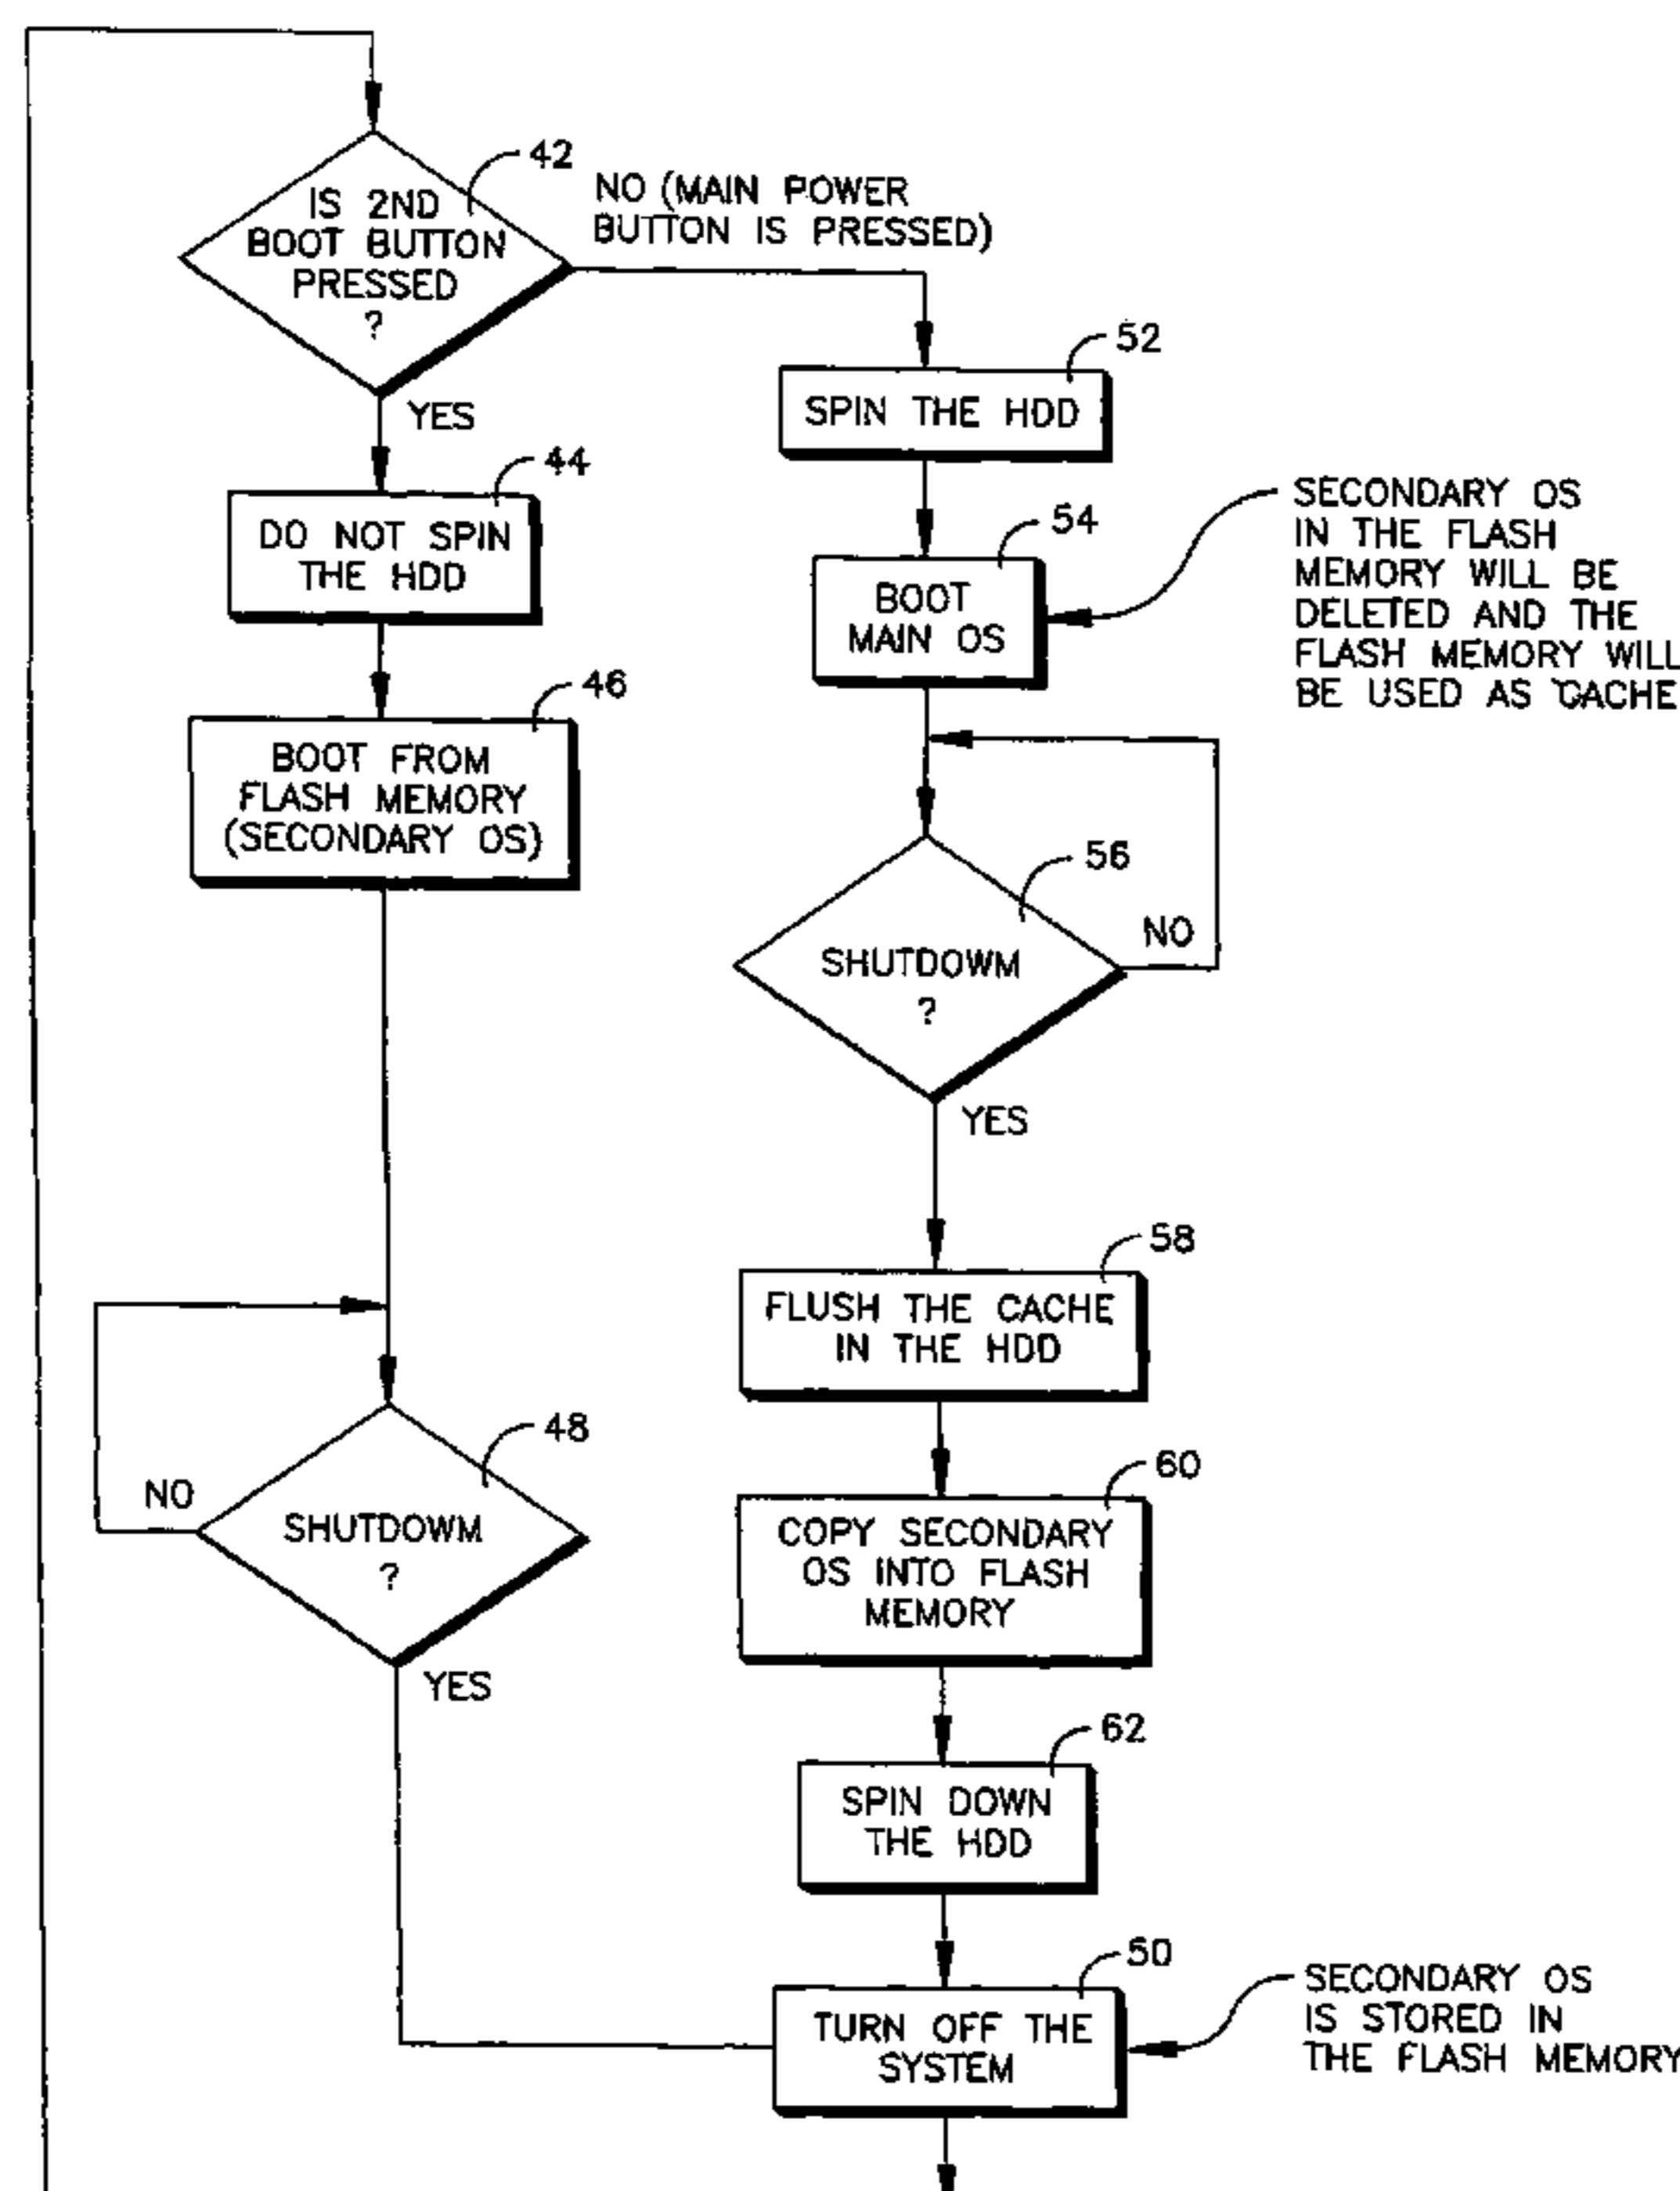 42
IS 2ND
BOOT BUTTON
PRESSED
?
NO (MAIN POWER
BUTTON IS PRESSED)
YES
52
SPIN THE HDD
44
DO NOT SPIN
THE HDD
54
BOOT
MAIN OS
SECONDARY OS
IN THE FLASH
MEMORY WILL BE
DELETED AND THE
FLASH MEMORY WILL
BE USED AS CACHE
46
BOOT FROM
FLASH MEMORY
(SECONDARY OS)
56
SHUTDOWM
?
NO
YES
58
FLUSH THE CACHE
IN THE HDD
48
NO
SHUTDOWM
?
YES
60
COPY SECONDARY
OS INTO FLASH
MEMORY
62
SPIN DOWN
THE HDD
50
TURN OFF THE
SYSTEM
SECONDARY OS
IS STORED IN
THE FLASH MEMORY